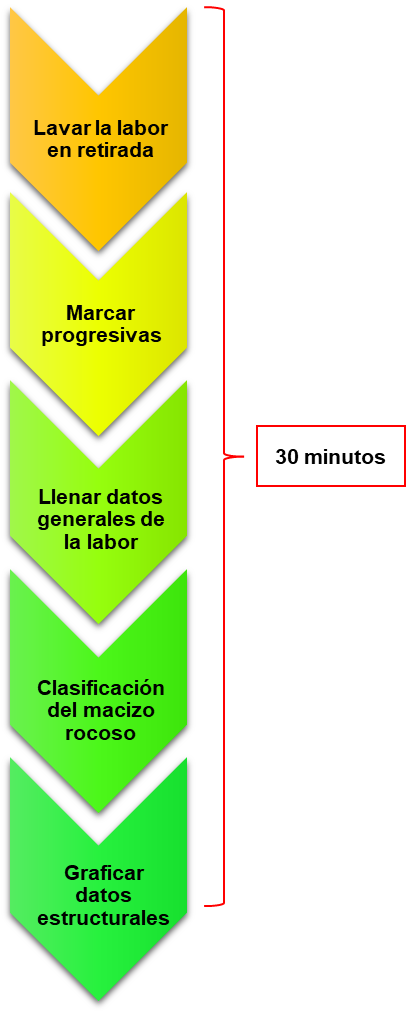 Lavar la labor
en retirada
Marcar
progresivas
Llenar datos
generales de
la labor
Clasificación
del macizo
rocoso
Graficar
datos
estructurales
30 minutos